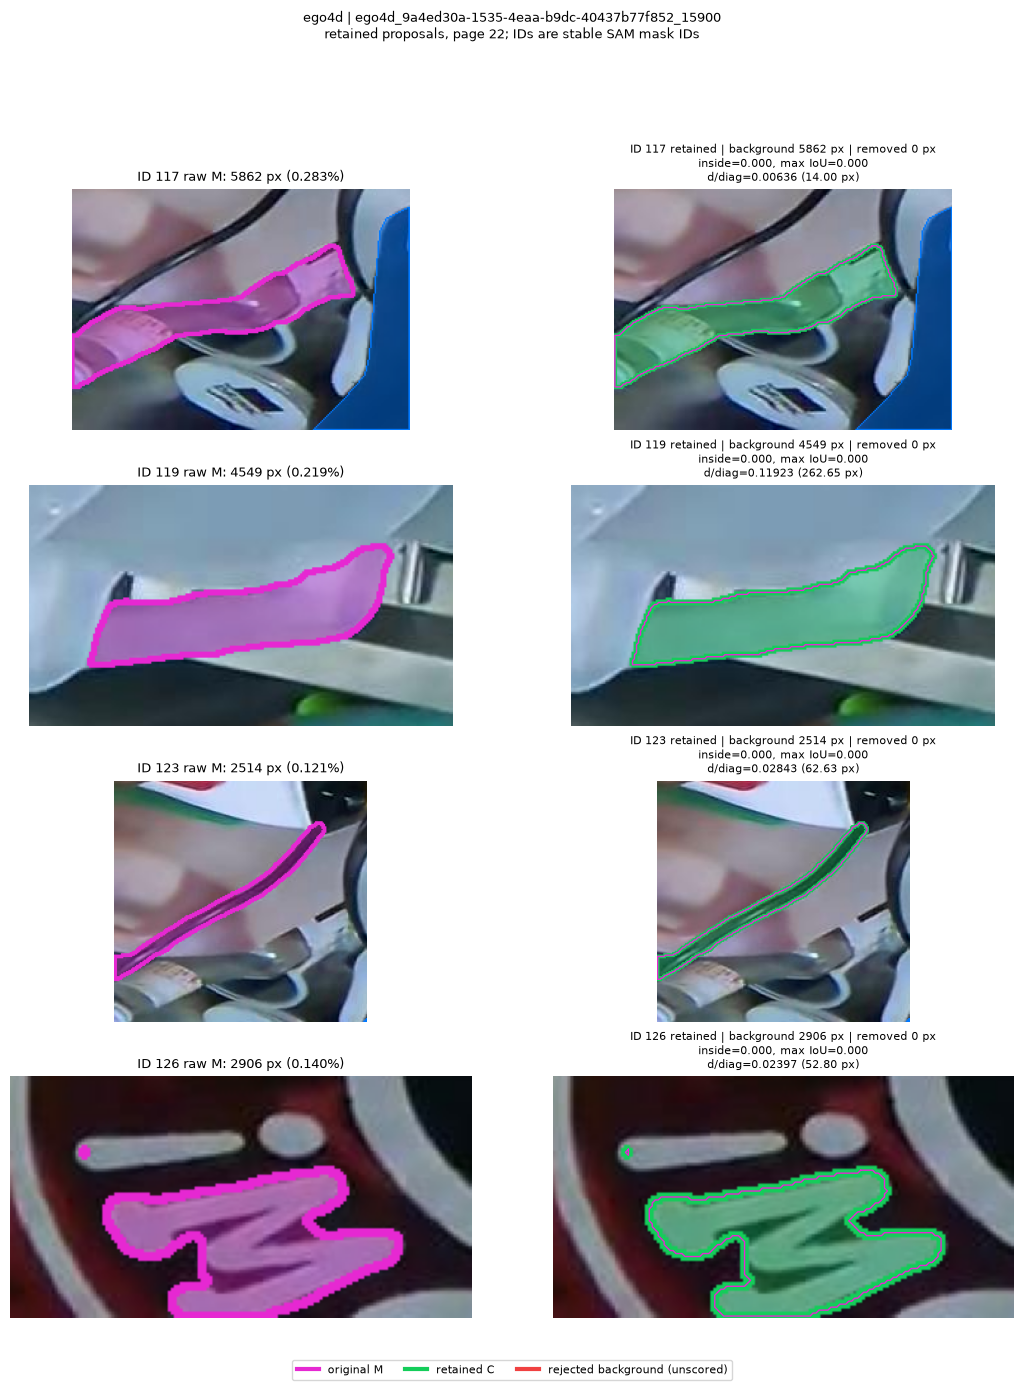 ego4d | ego4d_9a4ed30a-1535-4eaa-b9dc-40437b77f852_15900
retained proposals, page 22; IDs are stable SAM mask IDs
ID 117 raw M: 5862 px (0.283%)
ID 117 retained | background 5862 px | removed 0 px
inside=0.000, max IoU=0.000
d/diag=0.00636 (14.00 px)
ID 119 raw M: 4549 px (0.219%)
ID 119 retained | background 4549 px | removed 0 px
inside=0.000, max IoU=0.000
d/diag=0.11923 (262.65 px)
ID 123 raw M: 2514 px (0.121%)
ID 123 retained | background 2514 px | removed 0 px
inside=0.000, max IoU=0.000
d/diag=0.02843 (62.63 px)
ID 126 raw M: 2906 px (0.140%)
ID 126 retained | background 2906 px | removed 0 px
inside=0.000, max IoU=0.000
d/diag=0.02397 (52.80 px)
M
M
original M
retained C
rejected background (unscored)